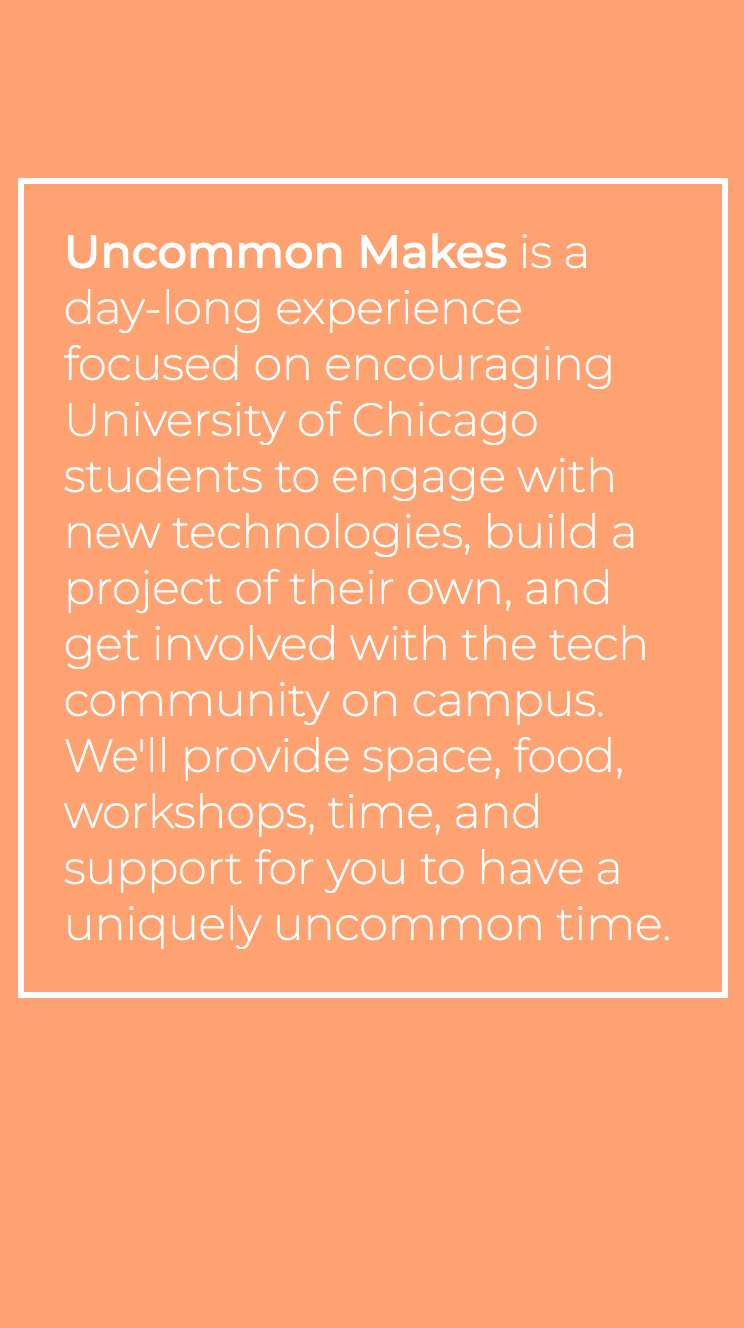 Uncommon Makes is a
day-long experience
focused on encouraging
University of Chicago
students to engage with
new technologies, build a
project of their own, and
get involved with the tech
community on campus.
We'll provide space, food,
workshops, time, and
support for you to have a
uniquely uncommon time.